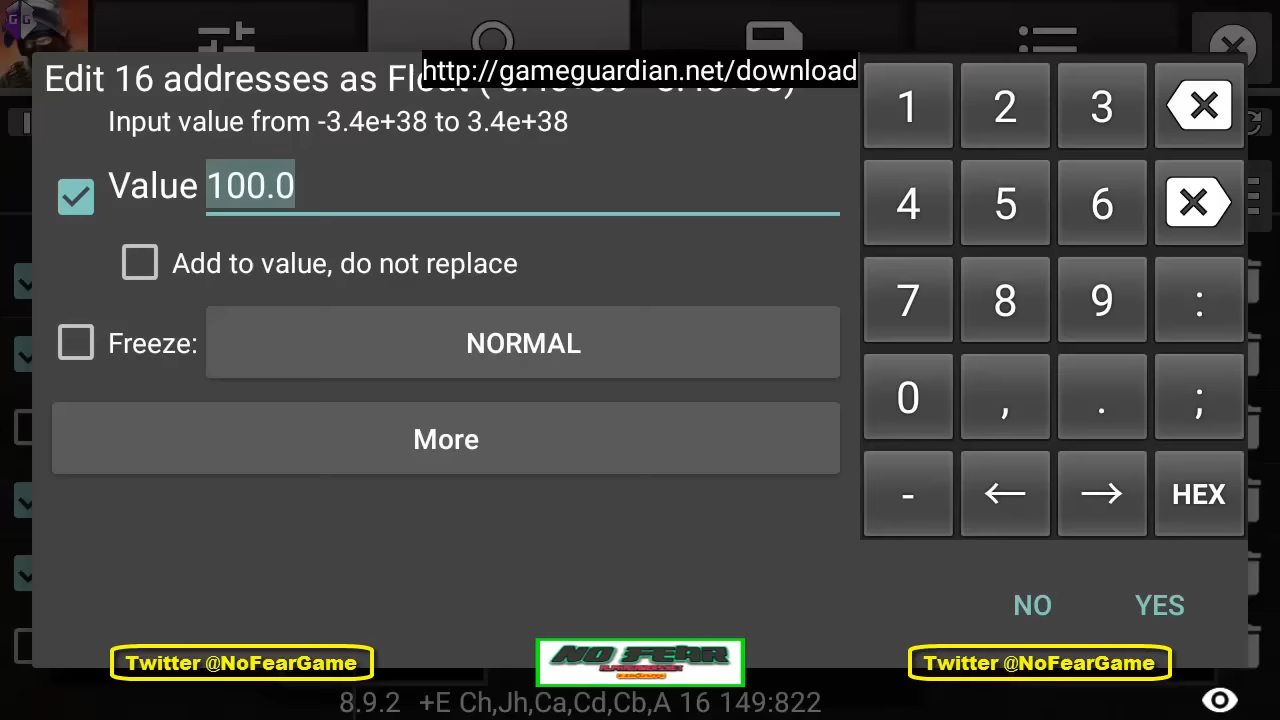 http://gameguardian.net/download
Edit 16 addresses as Float (
Input value from -3.4e+38 to 3.4e+38
Value 100.0
Add to value, do not replace
Freeze: NORMAL
More
1 2 3
4 5 6
7 8 9 :
0 , . ;
- ← → HEX
NO YES
Twitter @NoFearGame
NO FEAR
Twitter @NoFearGame
8.9.2 +E Ch,Jh,Ca,Cd,Cb,A 16 149:822